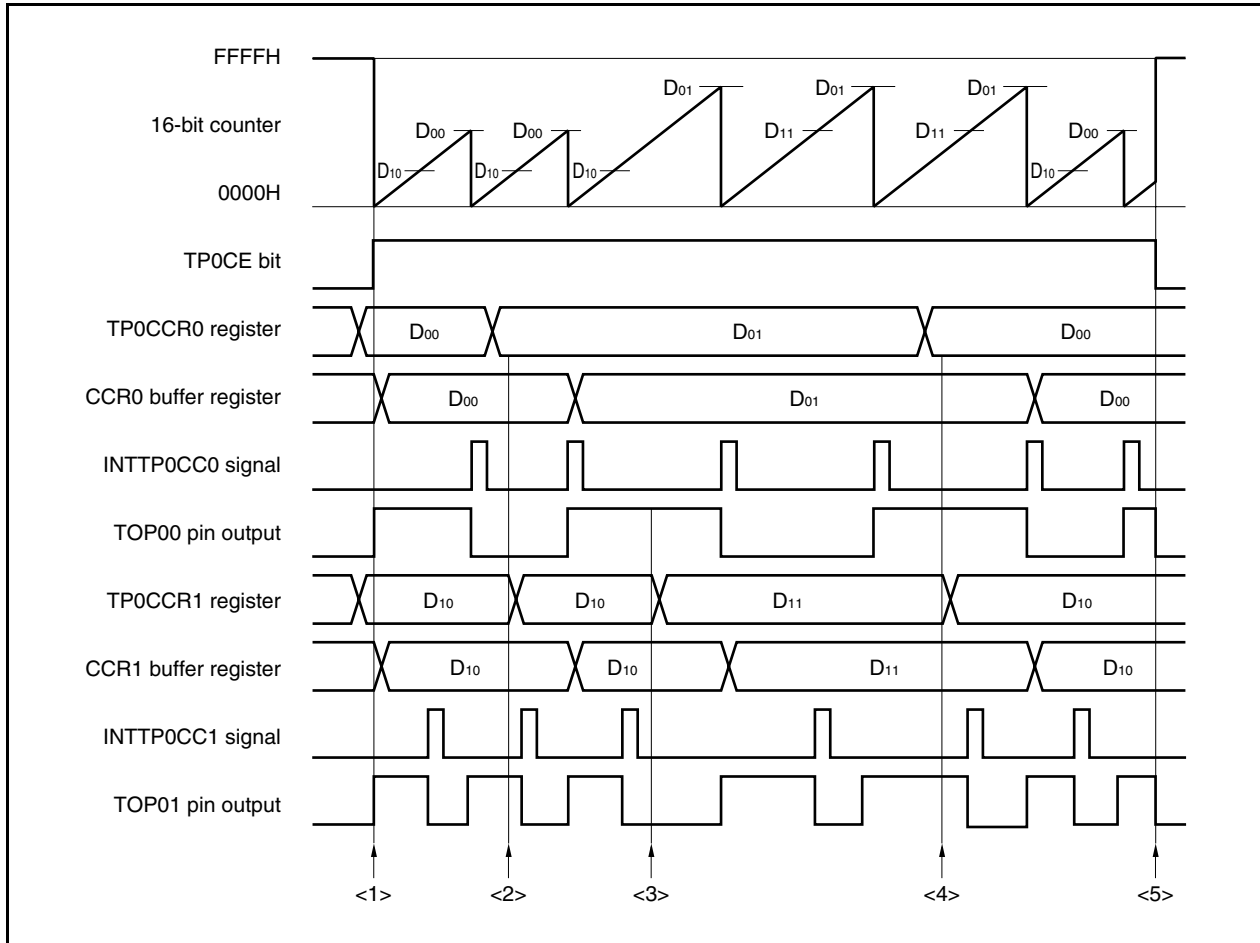 FFFFH
D01 D01 D01
16-bit counter D00 D00 D11 D11 D00
D10 D10 D10 D10
0000H
TP0CE bit
TP0CCR0 register D00 D01 D00
CCR0 buffer register D00 D01 D00
INTTP0CC0 signal
TOP00 pin output
TP0CCR1 register D10 D10 D11 D10
CCR1 buffer register D10 D10 D11 D10
INTTP0CC1 signal
TOP01 pin output
<1> <2> <3> <4> <5>